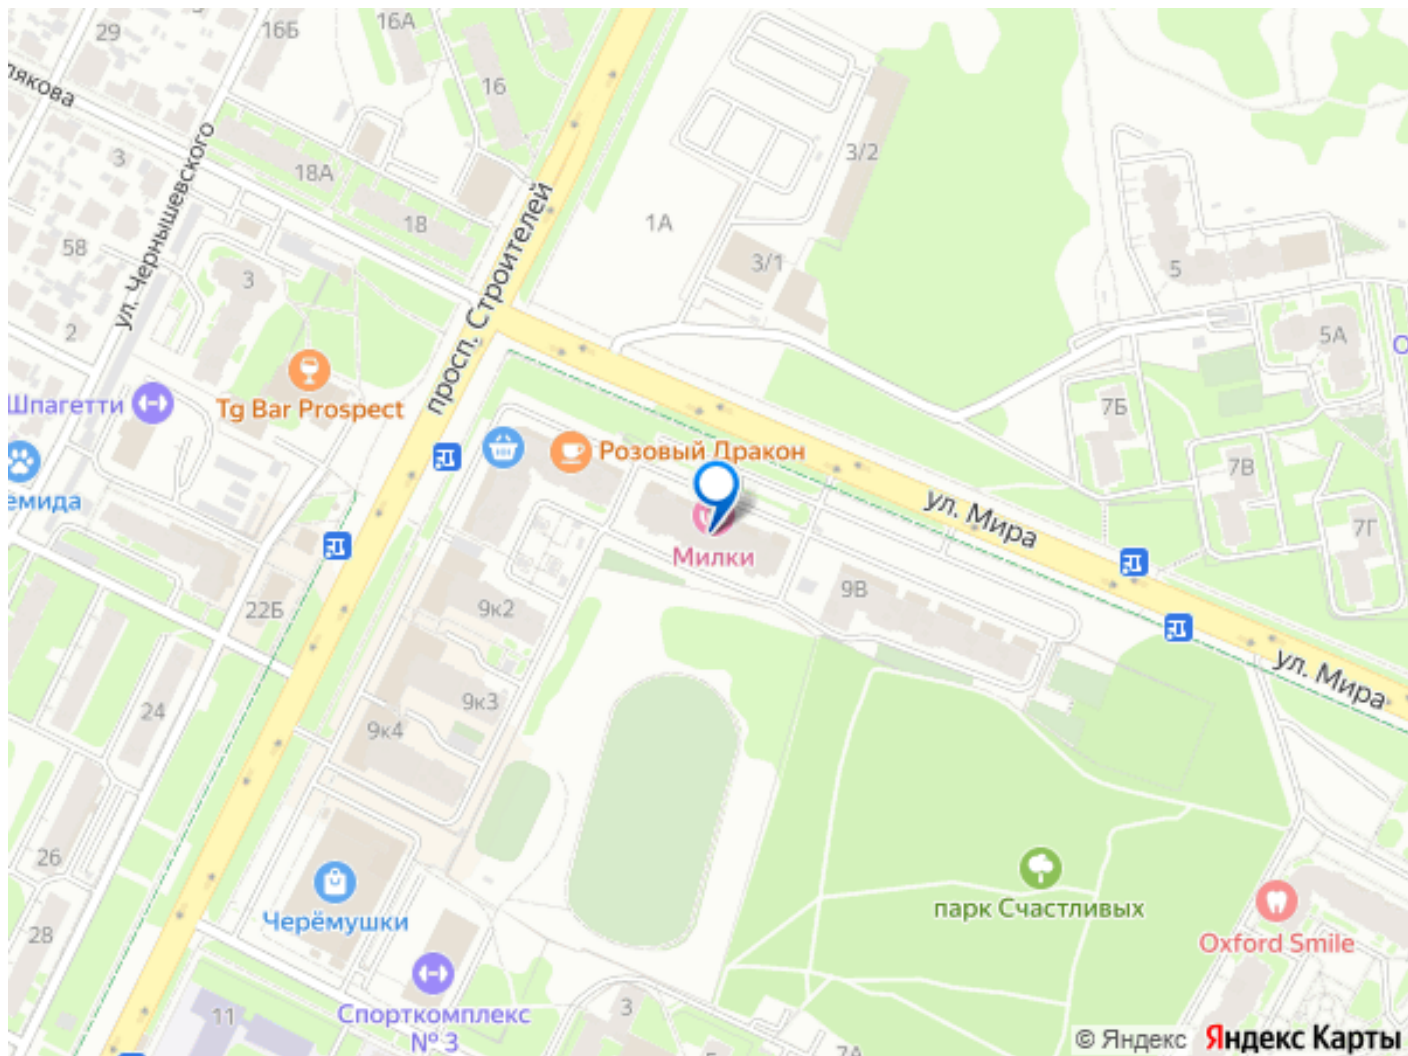 29
16Б
16А
16
лякова
ул. Чернышевского
3
18А
18
58
3
2
просп. Строителей
1А
3/2
3/1
5
5А
О
Шпагетти
Tg Bar Prospect
Розовый Дракон
7Б
7В
7Г
емида
ул. Мира
Милки
9В
22Б
9к2
ул. Мира
9к3
9к4
24
26
28
Черёмушки
парк Счастливых
Oxford Smile
11
Спорткомплекс
№ 3
3
5
7А
© Яндекс Яндекс Карты